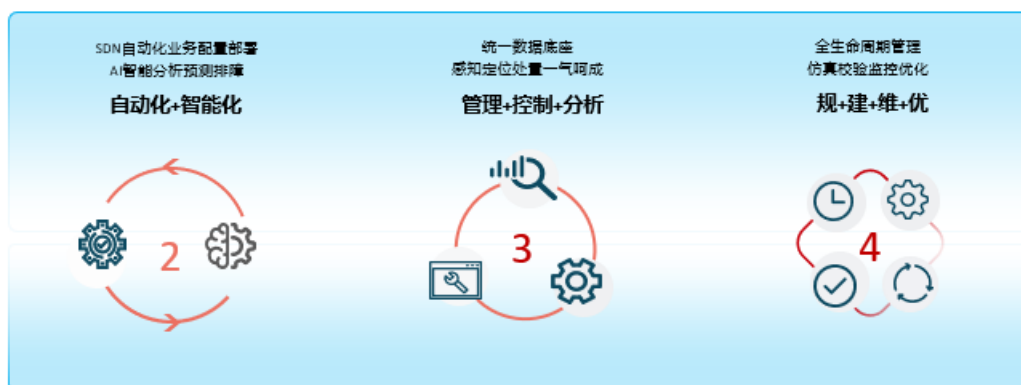 SDN自动化业务配置部署
AI智能分析预测排障
自动化+智能化
2
统一数据底座
感知定位处置一气呵成
管理+控制+分析
3
全生命周期管理
仿真校验监控优化
规+建+维+优
4